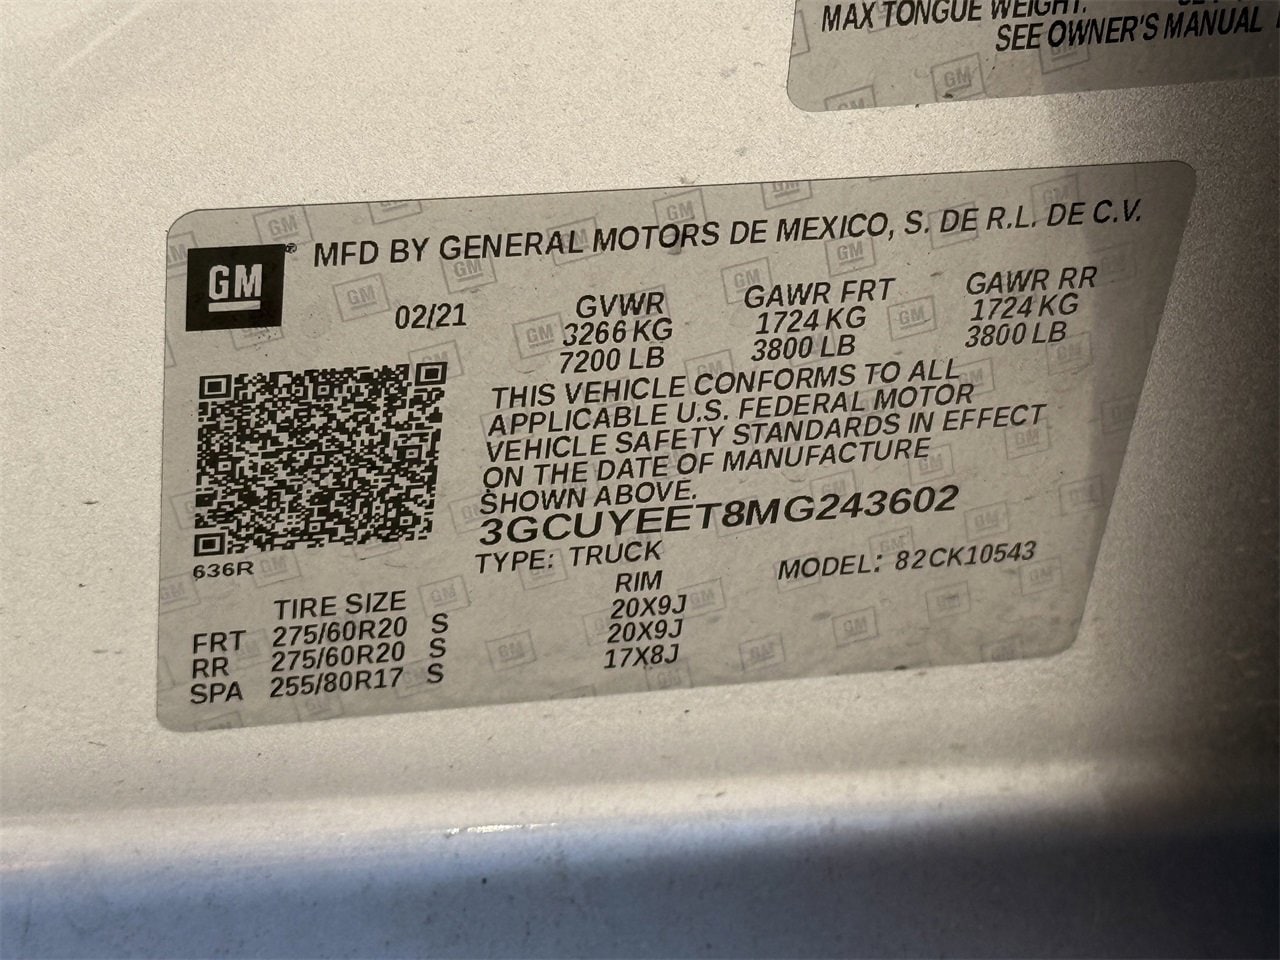 MAX TONGUE WEIGHT:
SEE OWNER'S MANUAL
GM
MFD BY GENERAL MOTORS DE MEXICO, S. DE R.L. DE C.V.
02/21 GVWR GAWR FRT GAWR RR
3266 KG 1724 KG 1724 KG
7200 LB 3800 LB 3800 LB
THIS VEHICLE CONFORMS TO ALL
APPLICABLE U.S. FEDERAL MOTOR
VEHICLE SAFETY STANDARDS IN EFFECT
ON THE DATE OF MANUFACTURE
SHOWN ABOVE.
3GCUYEET8MG243602
636R
TYPE: TRUCK MODEL: 82CK10543
TIRE SIZE RIM
FRT 275/60R20 S 20X9J
RR 275/60R20 S 20X9J
SPA 255/80R17 S 17X8J